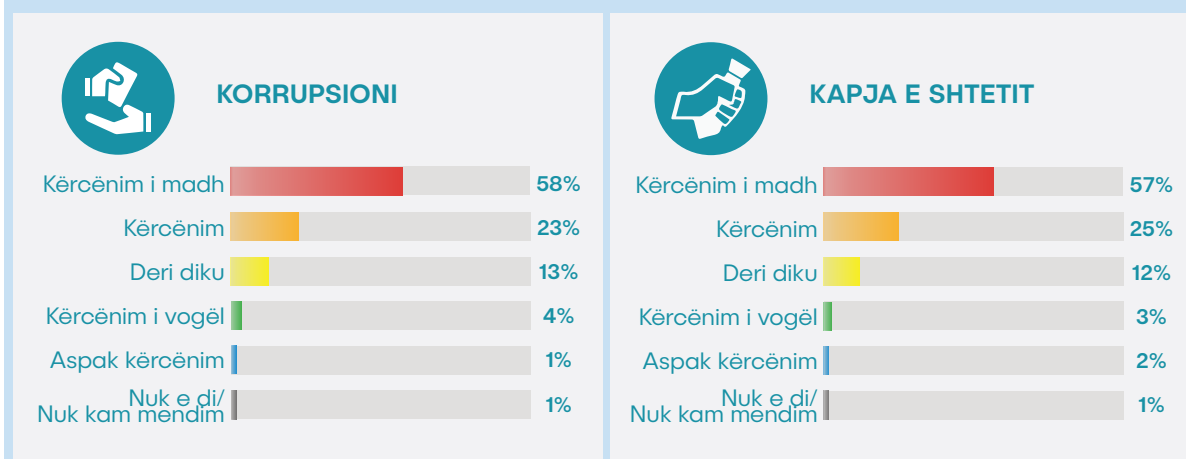 KORRUPSIONI
Kërcënim i madh 58%
Kërcënim 23%
Deri diku 13%
Kërcënim i vogël 4%
Aspak kërcënim 1%
Nuk e di/
Nuk kam mendim 1%
KAPJA E SHTETIT
Kërcënim i madh 57%
Kërcënim 25%
Deri diku 12%
Kërcënim i vogël 3%
Aspak kërcënim 2%
Nuk e di/
Nuk kam mendim 1%